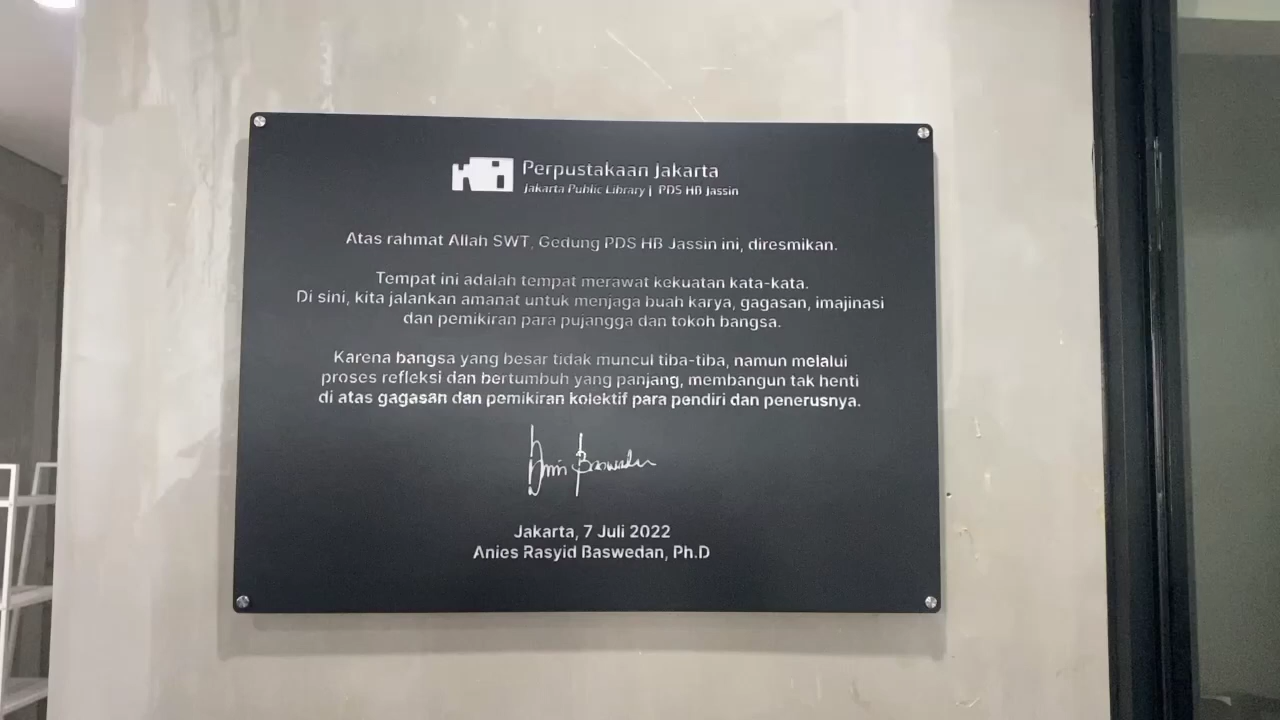 Perpustakaan Jakarta
Jakarta Public Library | PDS HB Jassin
Atas rahmat Allah SWT, Gedung PDS HB Jassin ini, diresmikan.
Tempat ini adalah tempat merawat kekuatan kata-kata.
Di sini, kita jalankan amanat untuk menjaga buah karya, gagasan, imajinasi
dan pemikiran para pujangga dan tokoh bangsa.
Karena bangsa yang besar tidak muncul tiba-tiba, namun melalui
proses refleksi dan bertumbuh yang panjang, membangun tak henti
di atas gagasan dan pemikiran kolektif para pendiri dan penerusnya.
Anies Baswedan
Jakarta, 7 Juli 2022
Anies Rasyid Baswedan, Ph.D